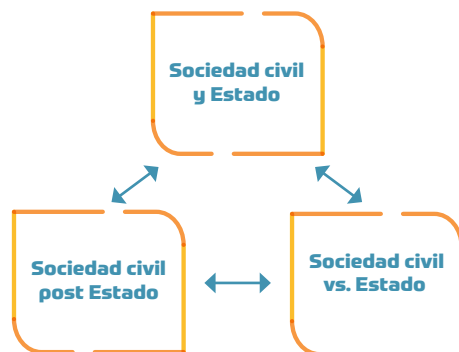 Sociedad civil
y Estado
Sociedad civil
post Estado
Sociedad civil
vs. Estado